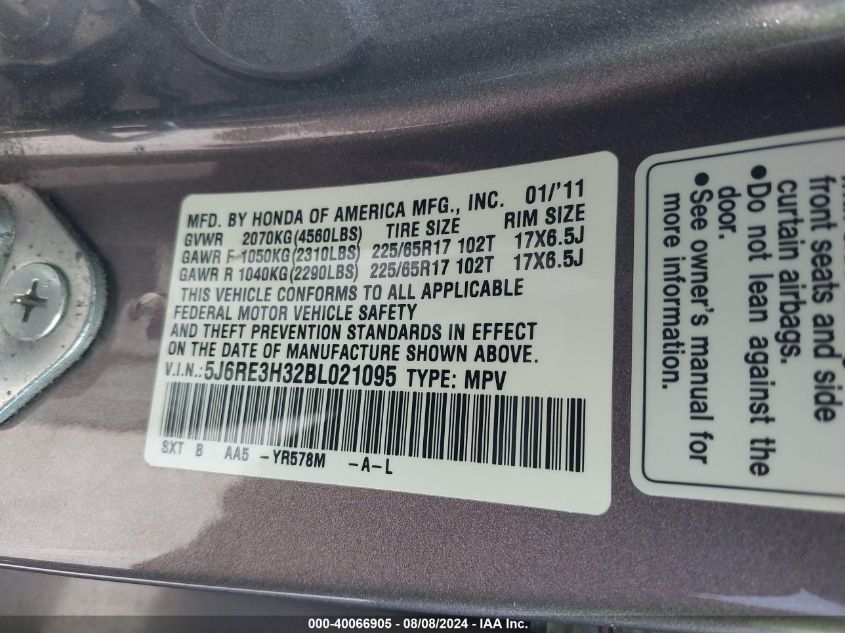 MFD. BY HONDA OF AMERICA MFG., INC. 01/'11
GVWR 2070KG(4560LBS) TIRE SIZE RIM SIZE
GAWR F 1050KG(2310LBS) 225/65R17 102T 17X6.5J
GAWR R 1040KG(2290LBS) 225/65R17 102T 17X6.5J
THIS VEHICLE CONFORMS TO ALL APPLICABLE
FEDERAL MOTOR VEHICLE SAFETY
AND THEFT PREVENTION STANDARDS IN EFFECT
ON THE DATE OF MANUFACTURE SHOWN ABOVE.
V.I.N.:5J6RE3H32BL021095 TYPE: MPV
SXT B AA5 -YR578M -A-L
front seats and side
curtain airbags.
●Do not lean against the
door.
●See owner's manual for
more information.
000-40066905 - 08/08/2024 - IAA Inc.